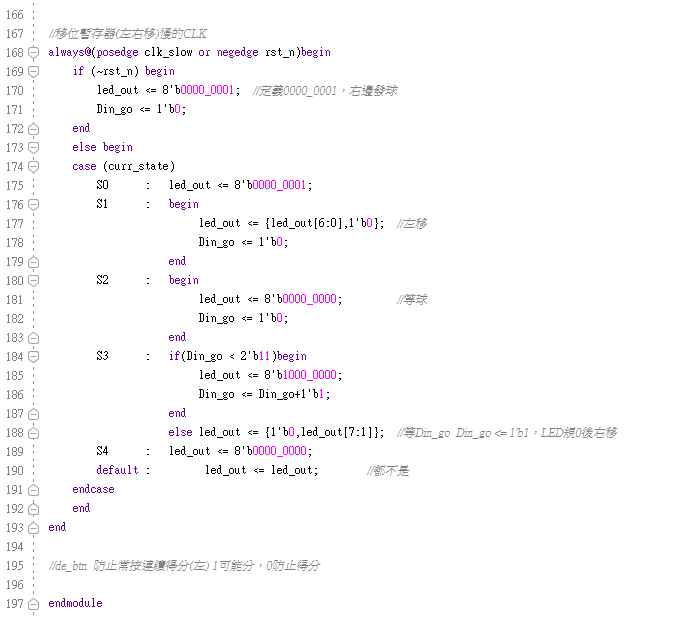 166
167 //移位暫存器(左右移)慢的CLK
168 always@(posedge clk_slow or negedge rst_n)begin
169 if (~rst_n) begin
170 led_out <= 8'b0000_0001; //定義0000_0001，右邊發球
171 Din_go <= 1'b0;
172 end
173 else begin
174 case (curr_state)
175 S0 : led_out <= 8'b0000_0001;
176 S1 : begin
177 led_out <= {led_out[6:0],1'b0}; //左移
178 Din_go <= 1'b0;
179 end
180 S2 : begin
181 led_out <= 8'b0000_0000; //等球
182 Din_go <= 1'b0;
183 end
184 S3 : if(Din_go < 2'b11)begin
185 led_out <= 8'b1000_0000;
186 Din_go <= Din_go+1'b1;
187 end
188 else led_out <= {1'b0,led_out[7:1]}; //等Din_go Din_go <= 1'b1，LED規0後右移
189 S4 : led_out <= 8'b0000_0000;
190 default : led_out <= led_out; //都不是
191 endcase
192 end
193 end
194
195 //de_btn 防止常按連續得分(左) 1可能分，0防止得分
196
197 endmodule